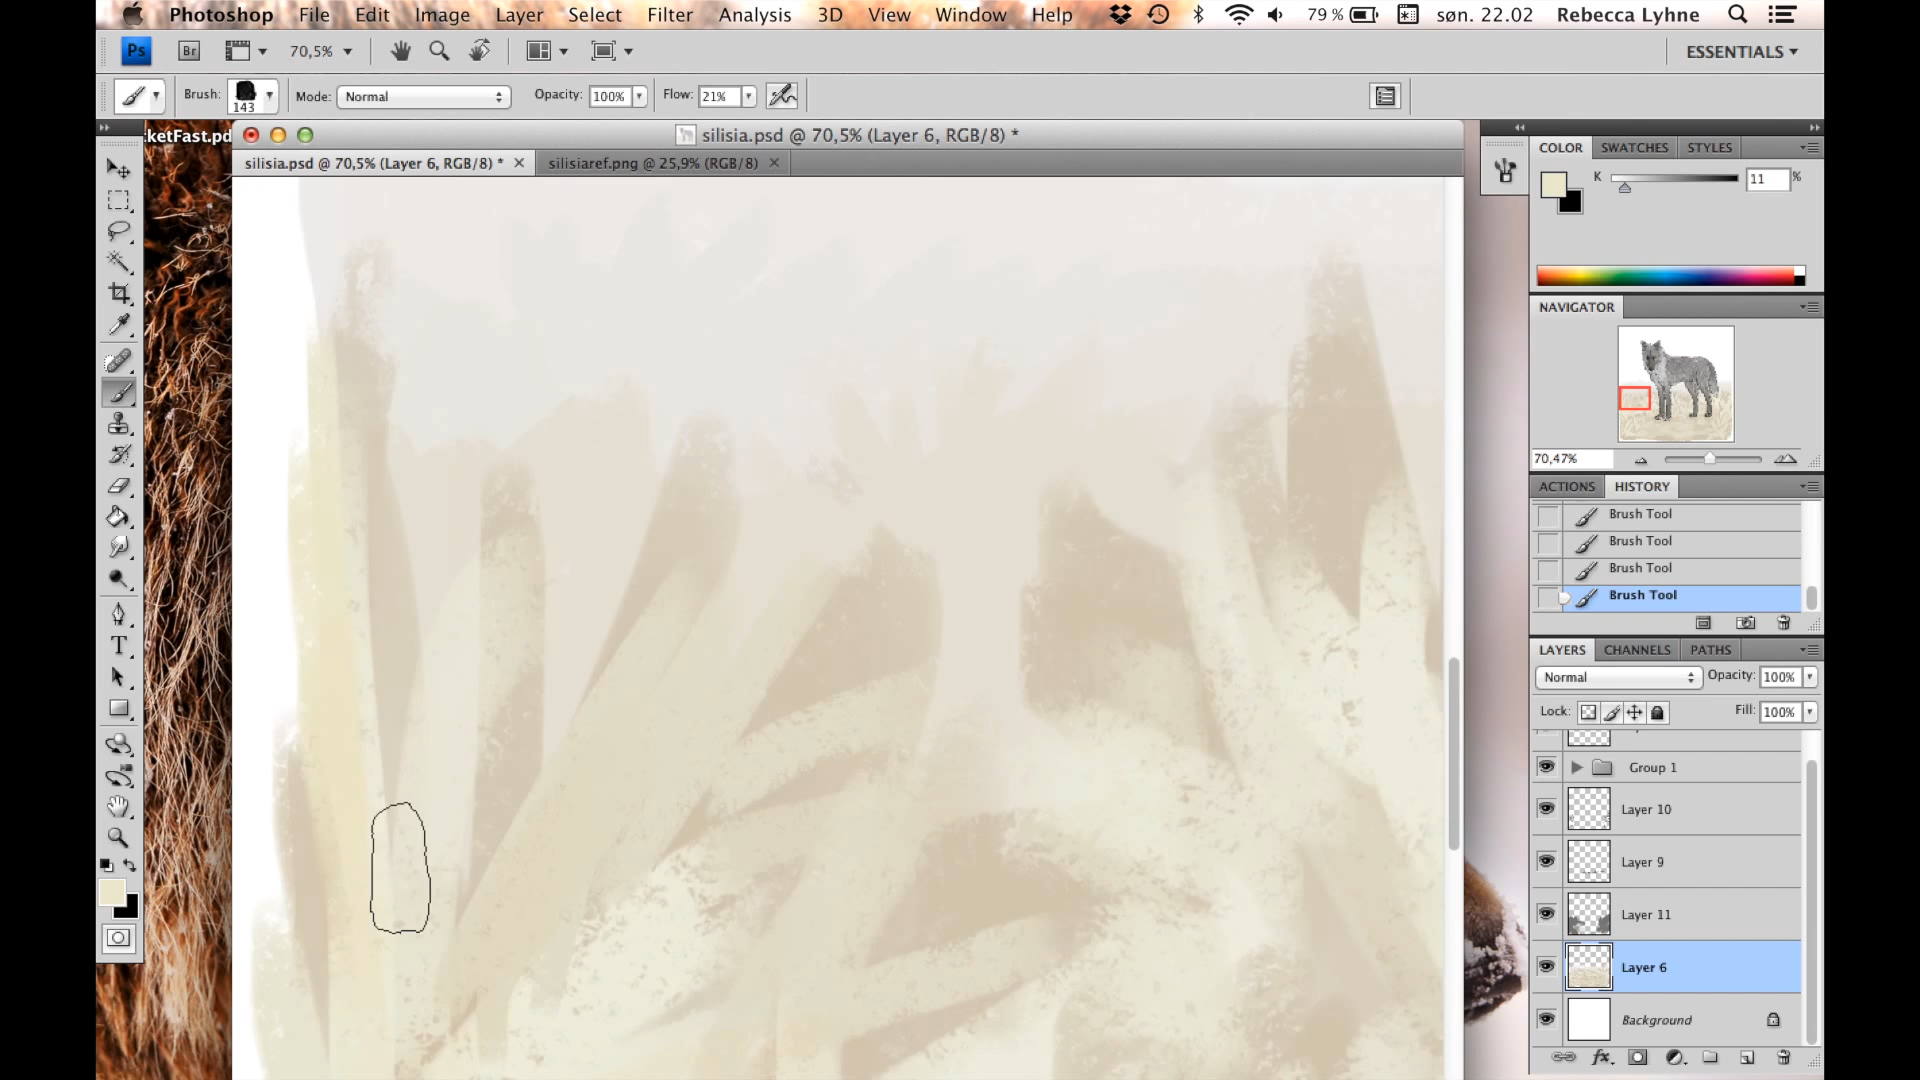 Photoshop File Edit Image Layer Select Filter Analysis 3D View Window Help 79 % søn. 22.02 Rebecca Lyhne
Ps Br 70,5% ESSENTIALS
Brush: 143 Mode: Normal Opacity: 100% Flow: 21%
ketFast.pd
silisia.psd @ 70,5% (Layer 6, RGB/8) *
silisia.psd @ 70,5% (Layer 6, RGB/8) * silisiaref.png @ 25,9% (RGB/8)
COLOR SWATCHES STYLES
K 11 %
NAVIGATOR
70,47%
ACTIONS HISTORY
Brush Tool
Brush Tool
Brush Tool
Brush Tool
LAYERS CHANNELS PATHS
Normal Opacity: 100%
Lock: Fill: 100%
Group 1
Layer 10
Layer 9
Layer 11
Layer 6
Background